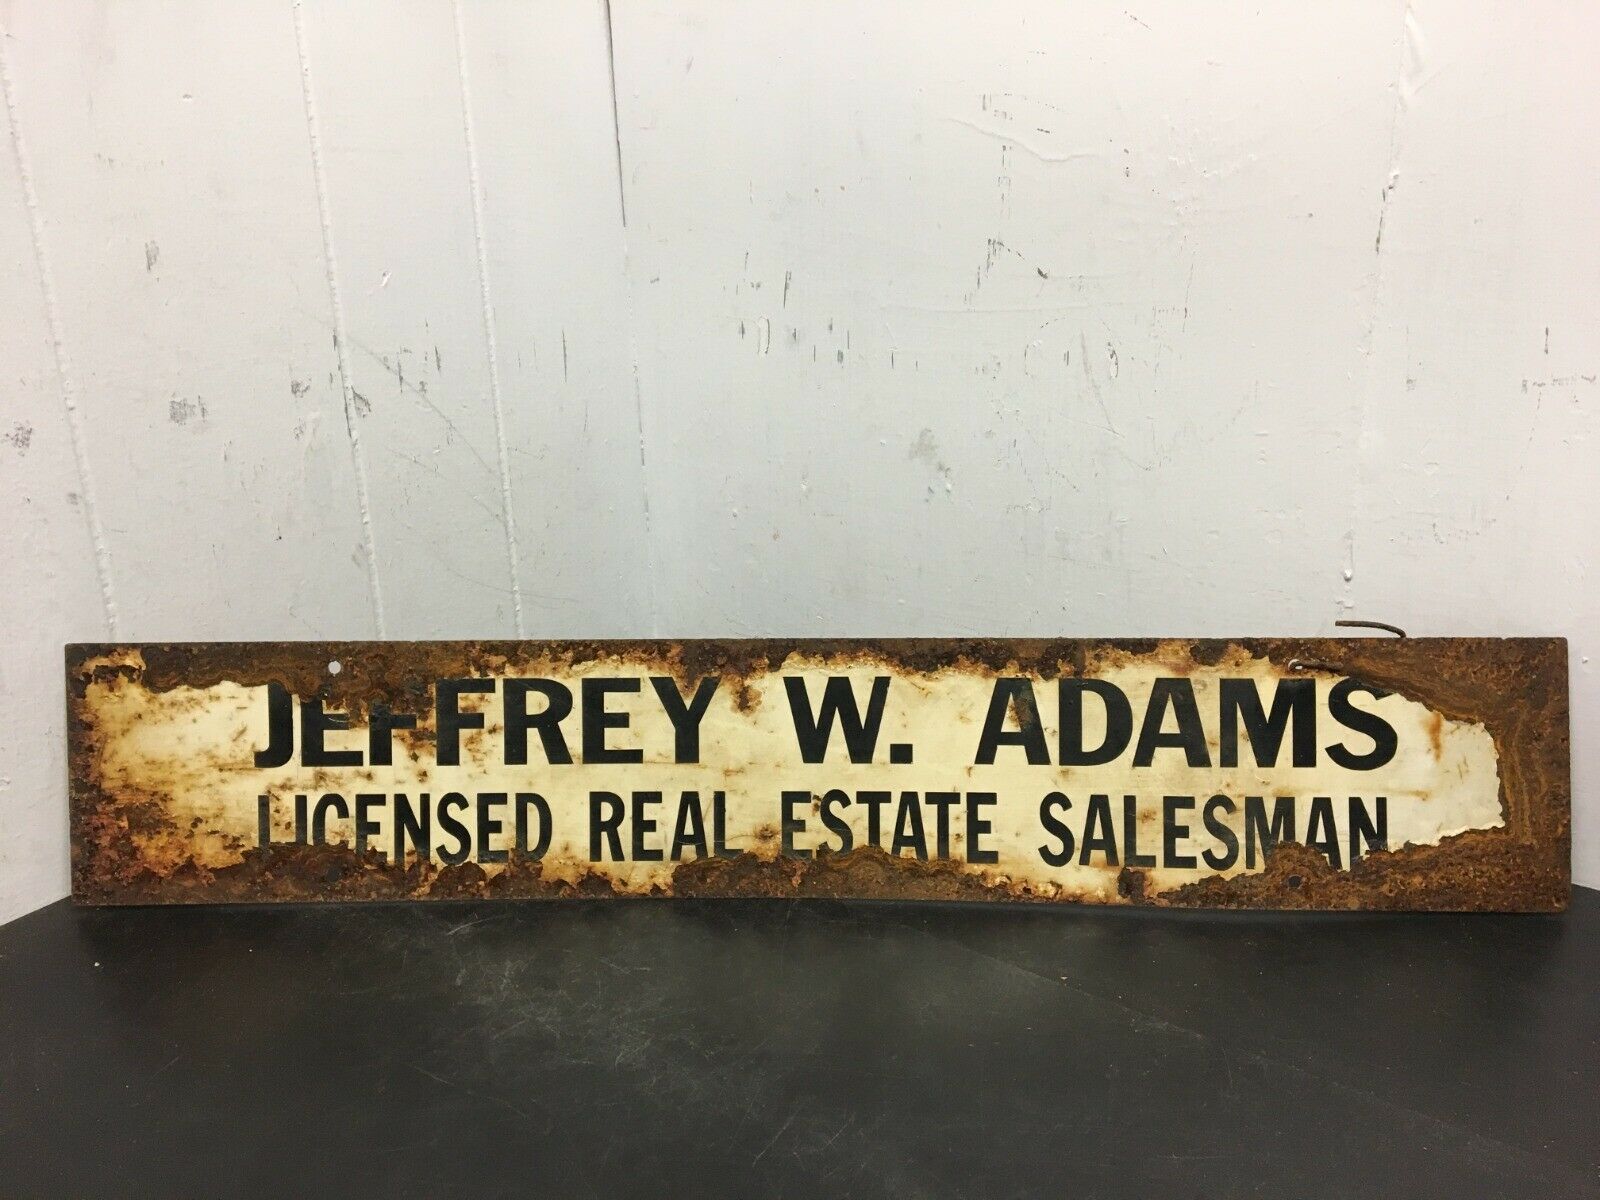 JEFFREY W. ADAMS
LICENSED REAL ESTATE SALESMAN